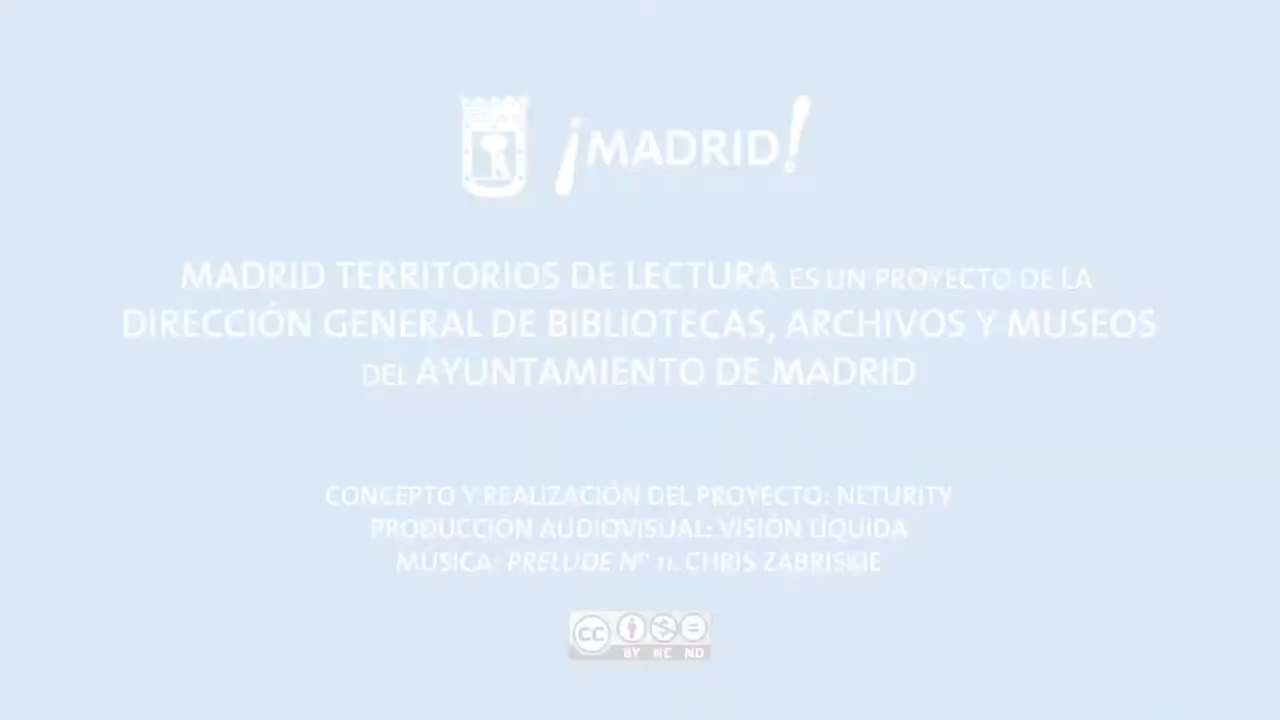 ¡MADRID!
MADRID TERRITORIOS DE LECTURA ES UN PROYECTO DE LA
DIRECCIÓN GENERAL DE BIBLIOTECAS, ARCHIVOS Y MUSEOS
DEL AYUNTAMIENTO DE MADRID
CONCEPTO Y REALIZACIÓN DEL PROYECTO: NETURITY
PRODUCCIÓN AUDIOVISUAL: VISIÓN LÍQUIDA
MÚSICA: PRELUDE Nº 11. CHRIS ZABRISKIE
CC
BY NC ND